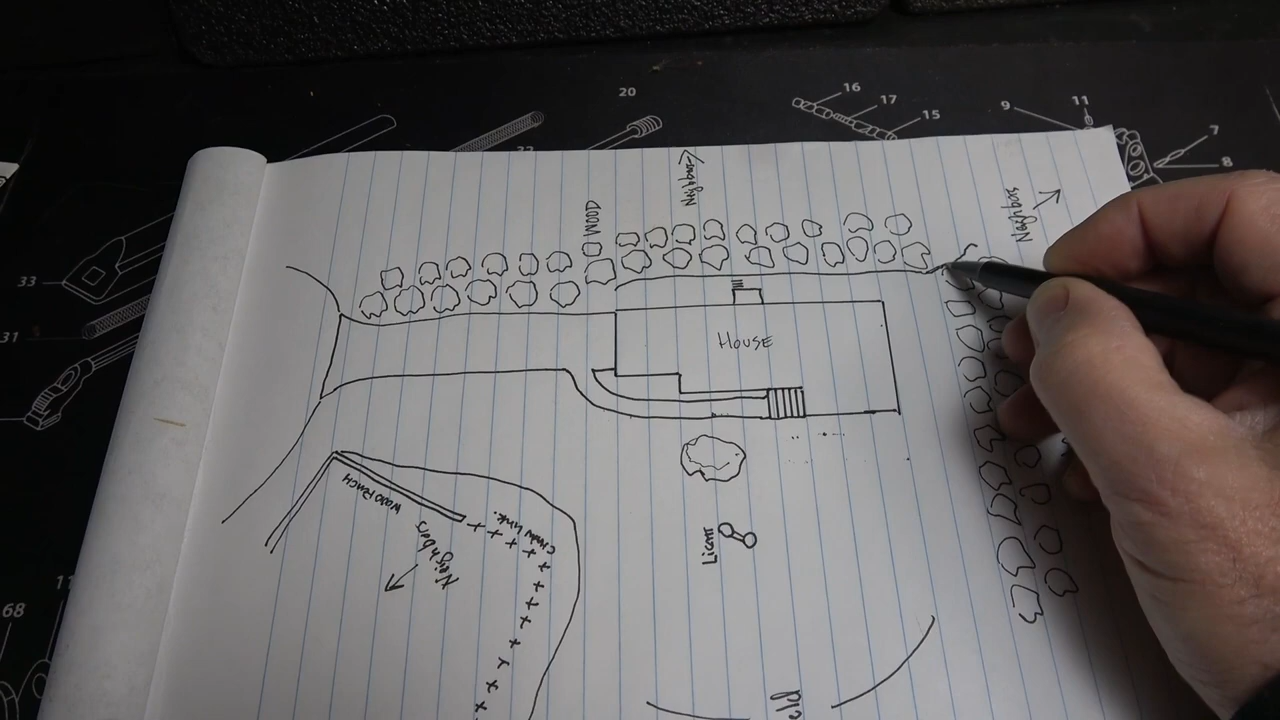 20
16
17
15
9
11
7
8
33
31
68
Neighbors
Neighbors
WOOD
HOUSE
WOOD FENCE
Chain Link
Neighbors
Light
eld